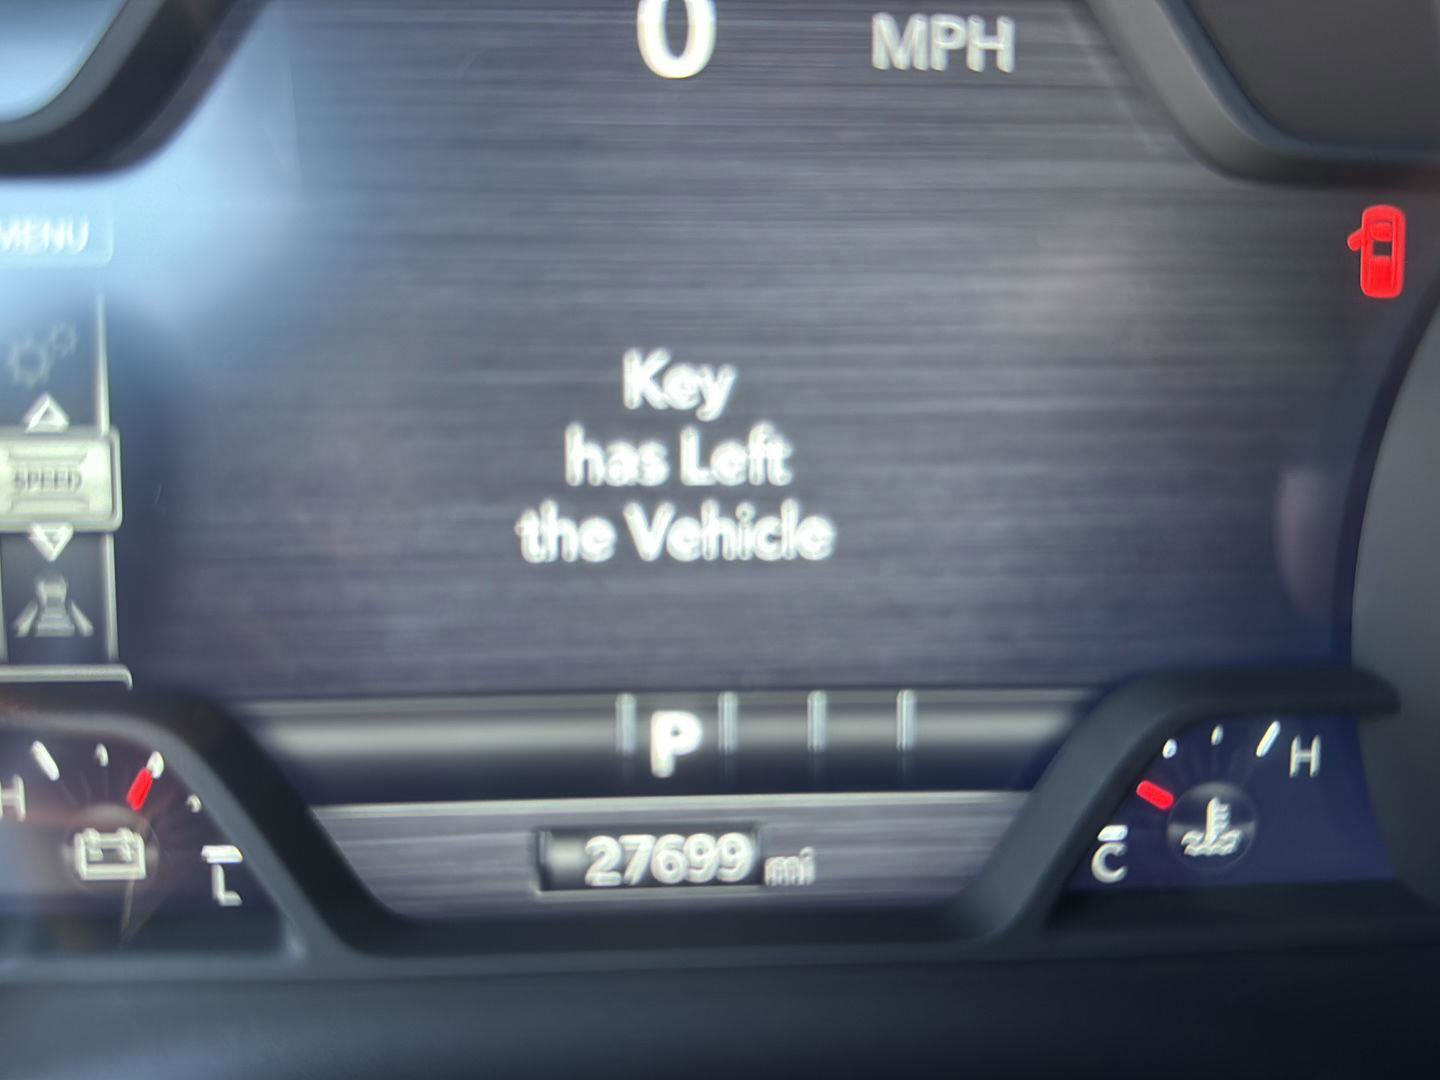 0 MPH
MENU
SPEED
Key
has Left
the Vehicle
P
H
H
27699 mi
L
C